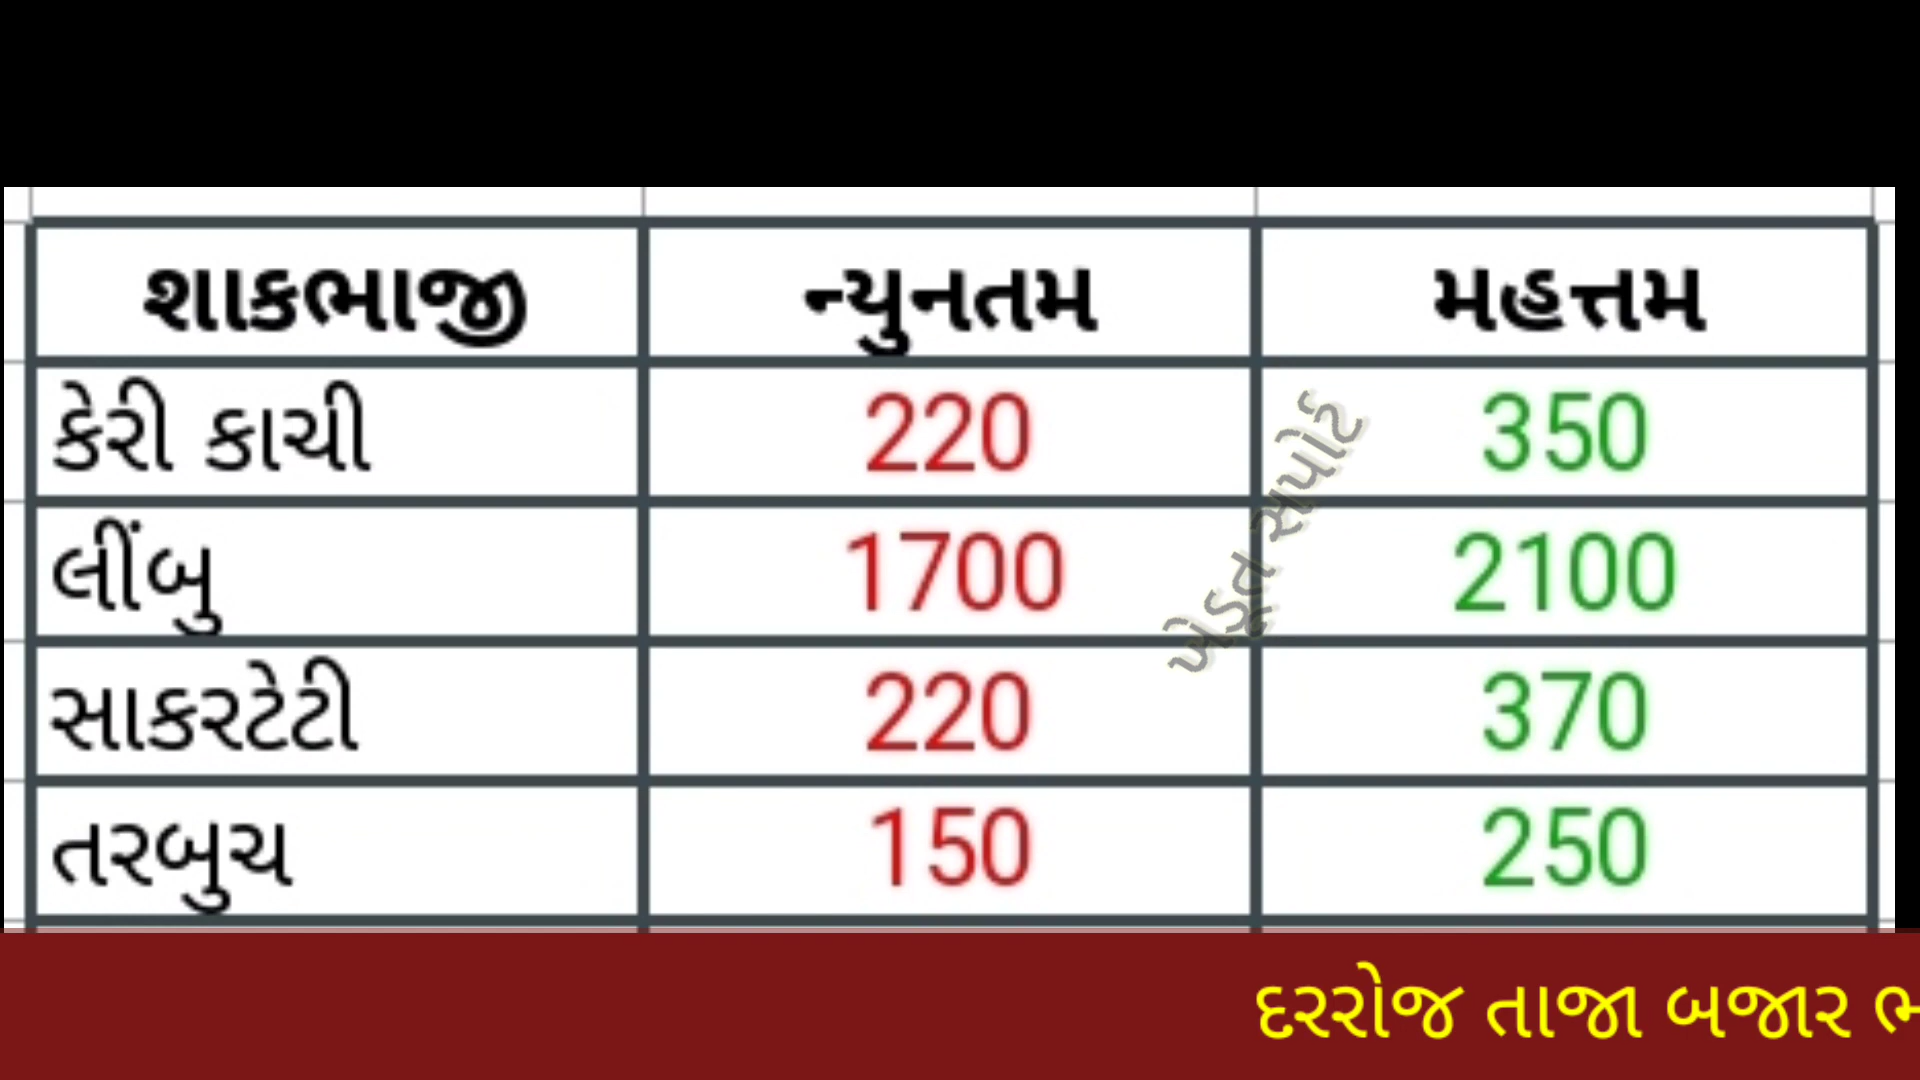 શાકભાજી ન્યુનતમ મહત્તમ
કેરી કાચી 220 350
લીંબુ 1700 2100
સાકરટેટી 220 370
તરબુચ 150 250
ખેડૂત સપોર્ટ
દરરોજ તાજા બજાર ભ